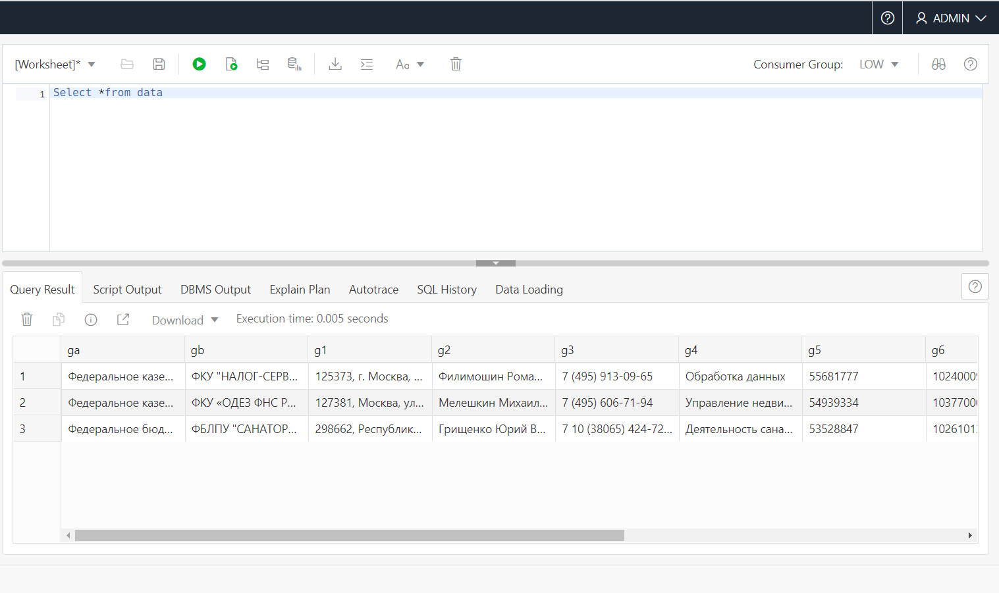 ADMIN
[Worksheet]* Aa Consumer Group: LOW
1 Select *from data
Query Result Script Output DBMS Output Explain Plan Autotrace SQL History Data Loading
Download Execution time: 0.005 seconds
ga gb g1 g2 g3 g4 g5 g6
1 Федеральное казе... ФКУ "НАЛОГ-СЕРВ... 125373, г. Москва, ... Филимошин Рома... 7 (495) 913-09-65 Обработка данных 55681777 1024000
2 Федеральное казе... ФКУ «ОДЕЗ ФНС Р... 127381, Москва, ул... Мелешкин Михаил... 7 (495) 606-71-94 Управление недви... 54939334 1037700
3 Федеральное бюд... ФБЛПУ "САНАТОР... 298662, Республик... Грищенко Юрий В... 7 10 (38065) 424-72... Деятельность сана... 53528847 1026101